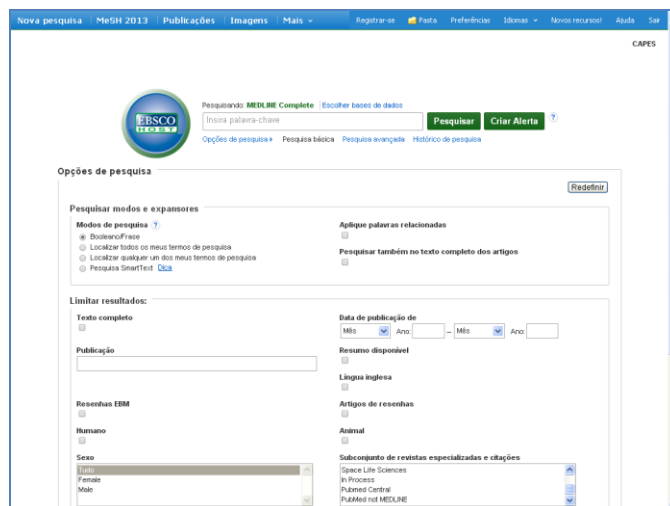 Nova pesquisa MeSH 2013 Publicações Imagens Mais Registrar-se Pasta Preferências Idiomas Novos recursos! Ajuda Sair
CAPES
Pesquisando: MEDLINE Complete Escolher bases de dados
EBSCO
HOST
Insira palavra-chave Pesquisar Criar Alerta ?
Opções de pesquisa Pesquisa básica Pesquisa avançada Histórico de pesquisa
Opções de pesquisa
Redefinir
Pesquisar modos e expansores
Modos de pesquisa ?
Booleano/Frase
Localizar todos os meus termos de pesquisa
Localizar qualquer um dos meus termos de pesquisa
Pesquisa SmartText Dica
Aplique palavras relacionadas
Pesquisar também no texto completo dos artigos
Limitar resultados:
Texto completo
Data de publicação de
Mês Ano: – Mês Ano:
Publicação
Resumo disponível
Língua inglesa
Resenhas EBM
Artigos de resenhas
Humano
Animal
Sexo
Tudo
Female
Male
Subconjunto de revistas especializadas e citações
Space Life Sciences
In Process
Pubmed Central
PubMed not MEDLINE